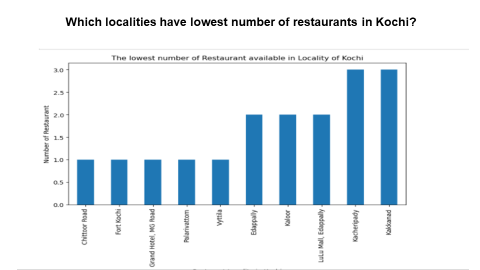 Which localities have lowest number of restaurants in Kochi?
The lowest number of Restaurant available in Locality of Kochi
Number of Restaurant
3.0
2.5
2.0
1.5
1.0
0.5
0.0
Chittoor Road
Fort Kochi
Grand Hotel, MG Road
Palarivattom
Vyttila
Edappally
Kaloor
LuLu Mall, Edappally
Kacheripady
Kakkanad